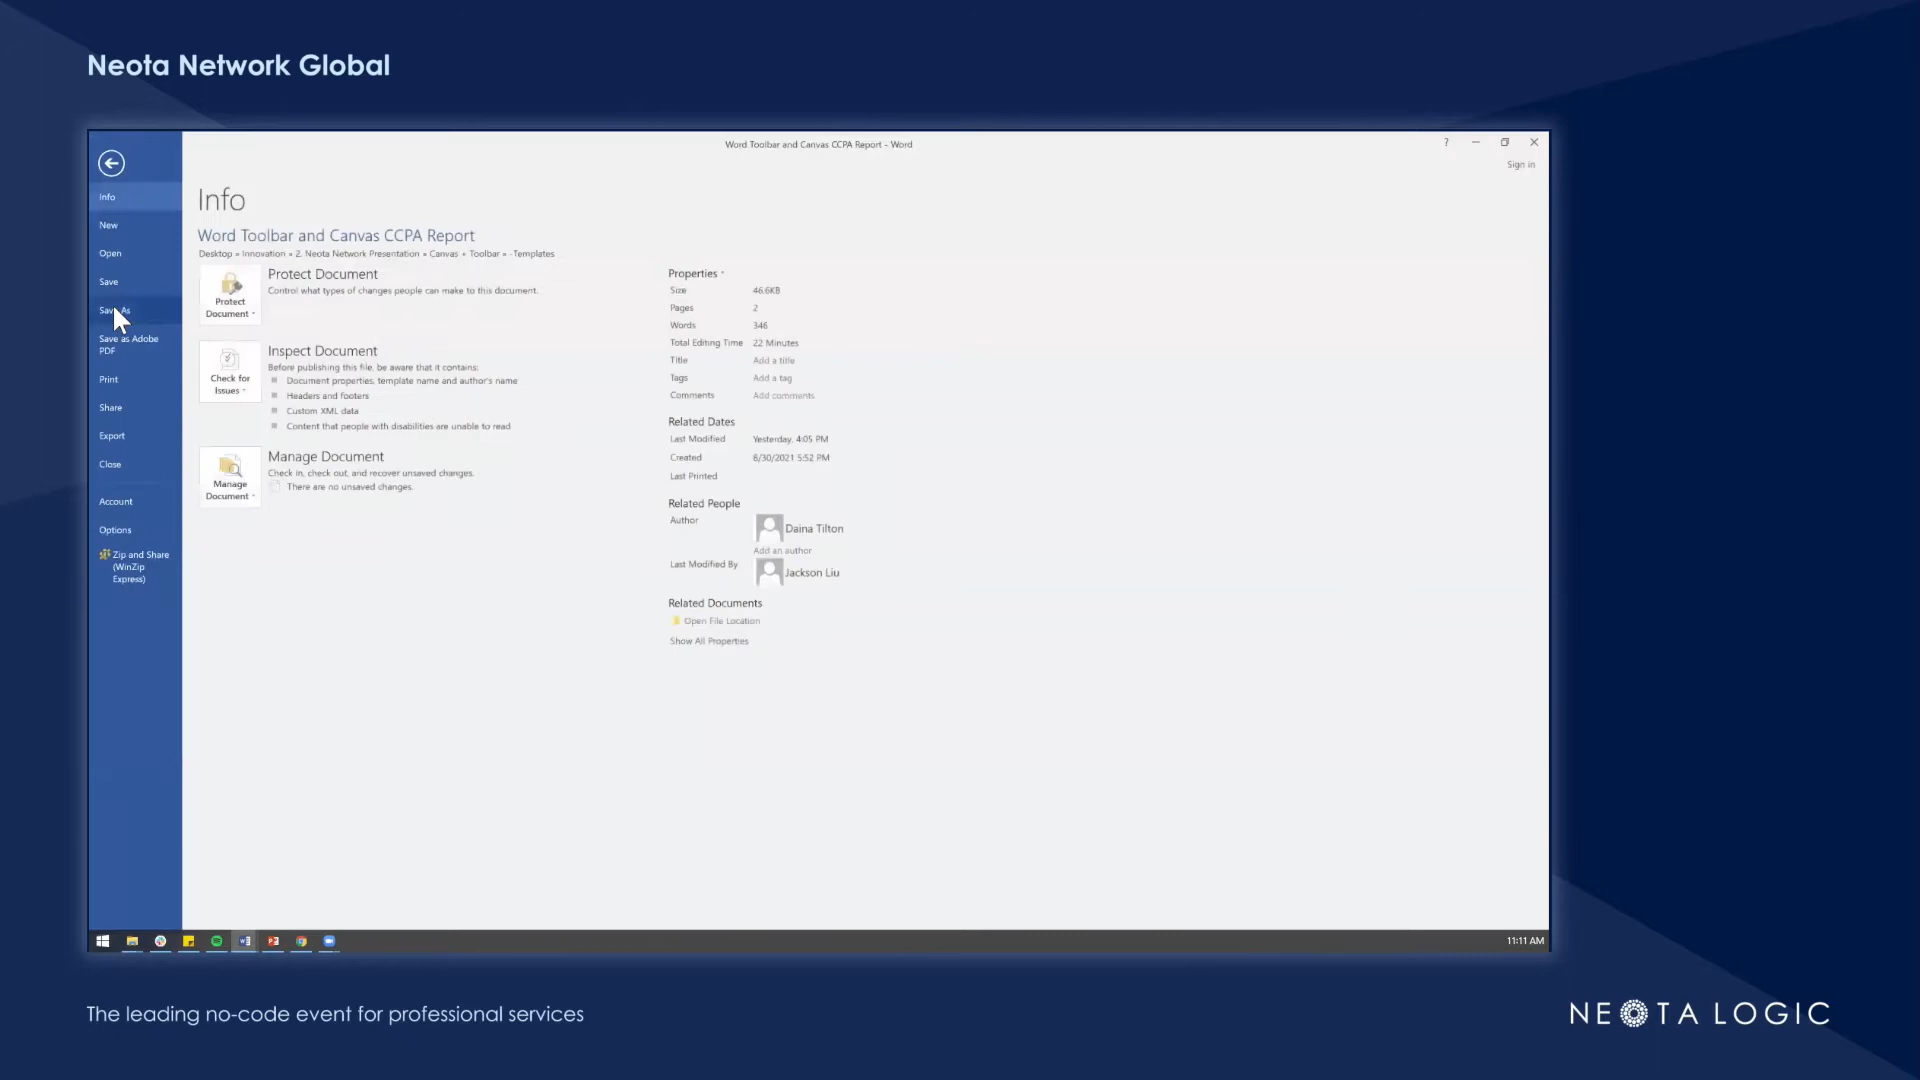 Neota Network Global
Word Toolbar and Canvas CCPA Report - Word
?
Sign in
Info
New
Open
Save
Save As
Save as Adobe
PDF
Print
Share
Export
Close
Account
Options
Zip and Share
(WinZip
Express)
Info
Word Toolbar and Canvas CCPA Report
Desktop » Innovation » 2. Neota Network Presentation » Canvas + Toolbar » -Templates
Protect
Document
Protect Document
Control what types of changes people can make to this document.
Check for
Issues
Inspect Document
Before publishing this file, be aware that it contains:
Document properties, template name and author's name
Headers and footers
Custom XML data
Content that people with disabilities are unable to read
Manage
Document
Manage Document
Check in, check out, and recover unsaved changes.
There are no unsaved changes.
Properties
Size 46.6KB
Pages 2
Words 346
Total Editing Time 22 Minutes
Title Add a title
Tags Add a tag
Comments Add comments
Related Dates
Last Modified Yesterday, 4:05 PM
Created 8/30/2021 5:52 PM
Last Printed
Related People
Author Daina Tilton
Add an author
Last Modified By Jackson Liu
Related Documents
Open File Location
Show All Properties
11:11 AM
The leading no-code event for professional services
NEOTA LOGIC